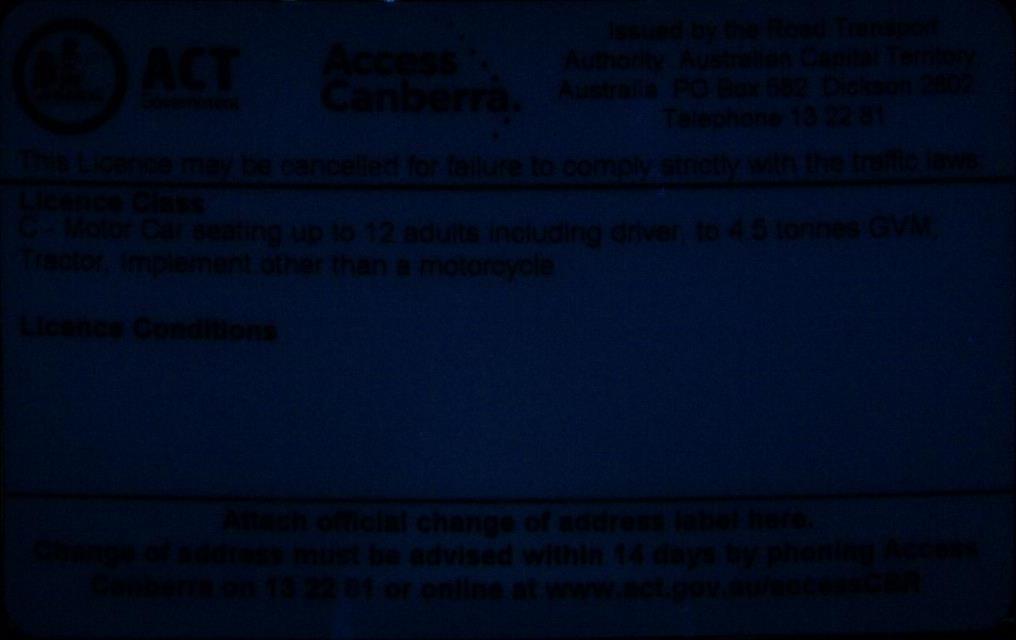 ACT
Government
Access
Canberra.
Issued by the Road Transport
Authority Australian Capital Territory
Australia PO Box 582 Dickson 2602
Telephone 13 22 81
This Licence may be cancelled for failure to comply strictly with the traffic laws.
Licence Class
C - Motor Car seating up to 12 adults including driver, to 4.5 tonnes GVM,
Tractor, Implement other than a motorcycle
Licence Conditions
Attach official change of address label here.
Change of address must be advised within 14 days by phoning Access
Canberra on 13 22 81 or online at www.act.gov.au/accessCBR